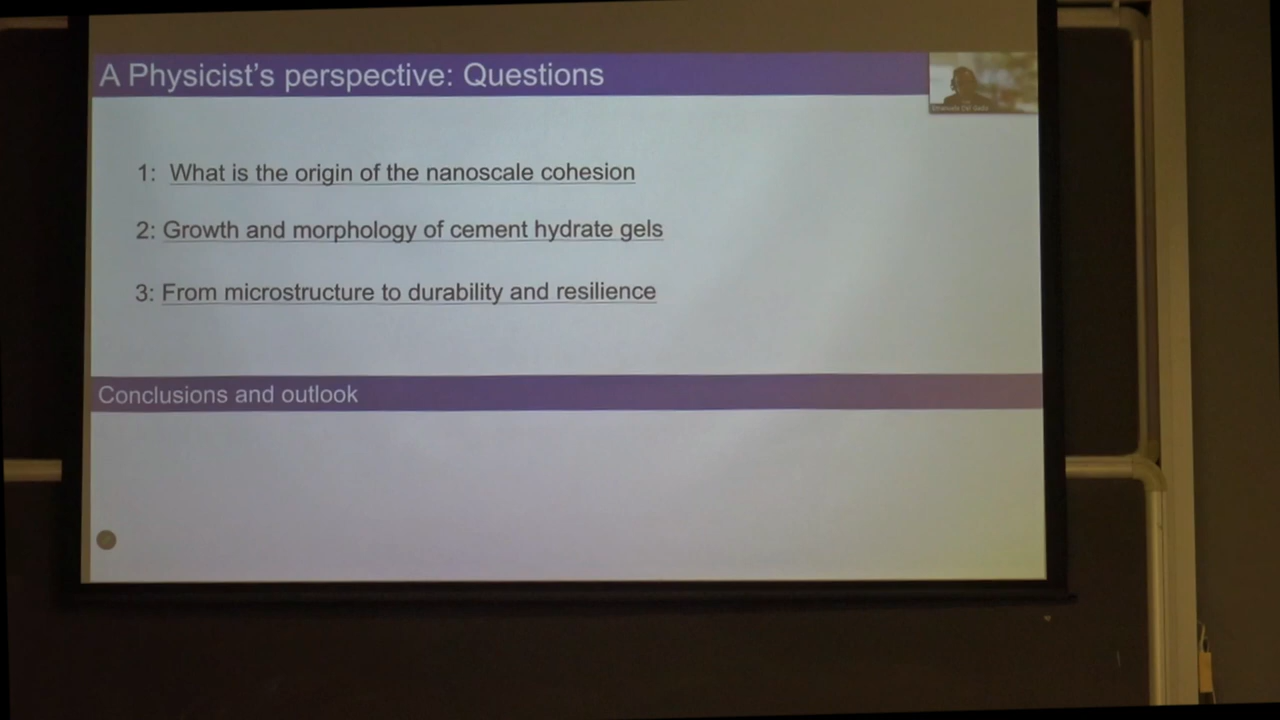 A Physicist's perspective: Questions
1: What is the origin of the nanoscale cohesion
2: Growth and morphology of cement hydrate gels
3: From microstructure to durability and resilience
Conclusions and outlook